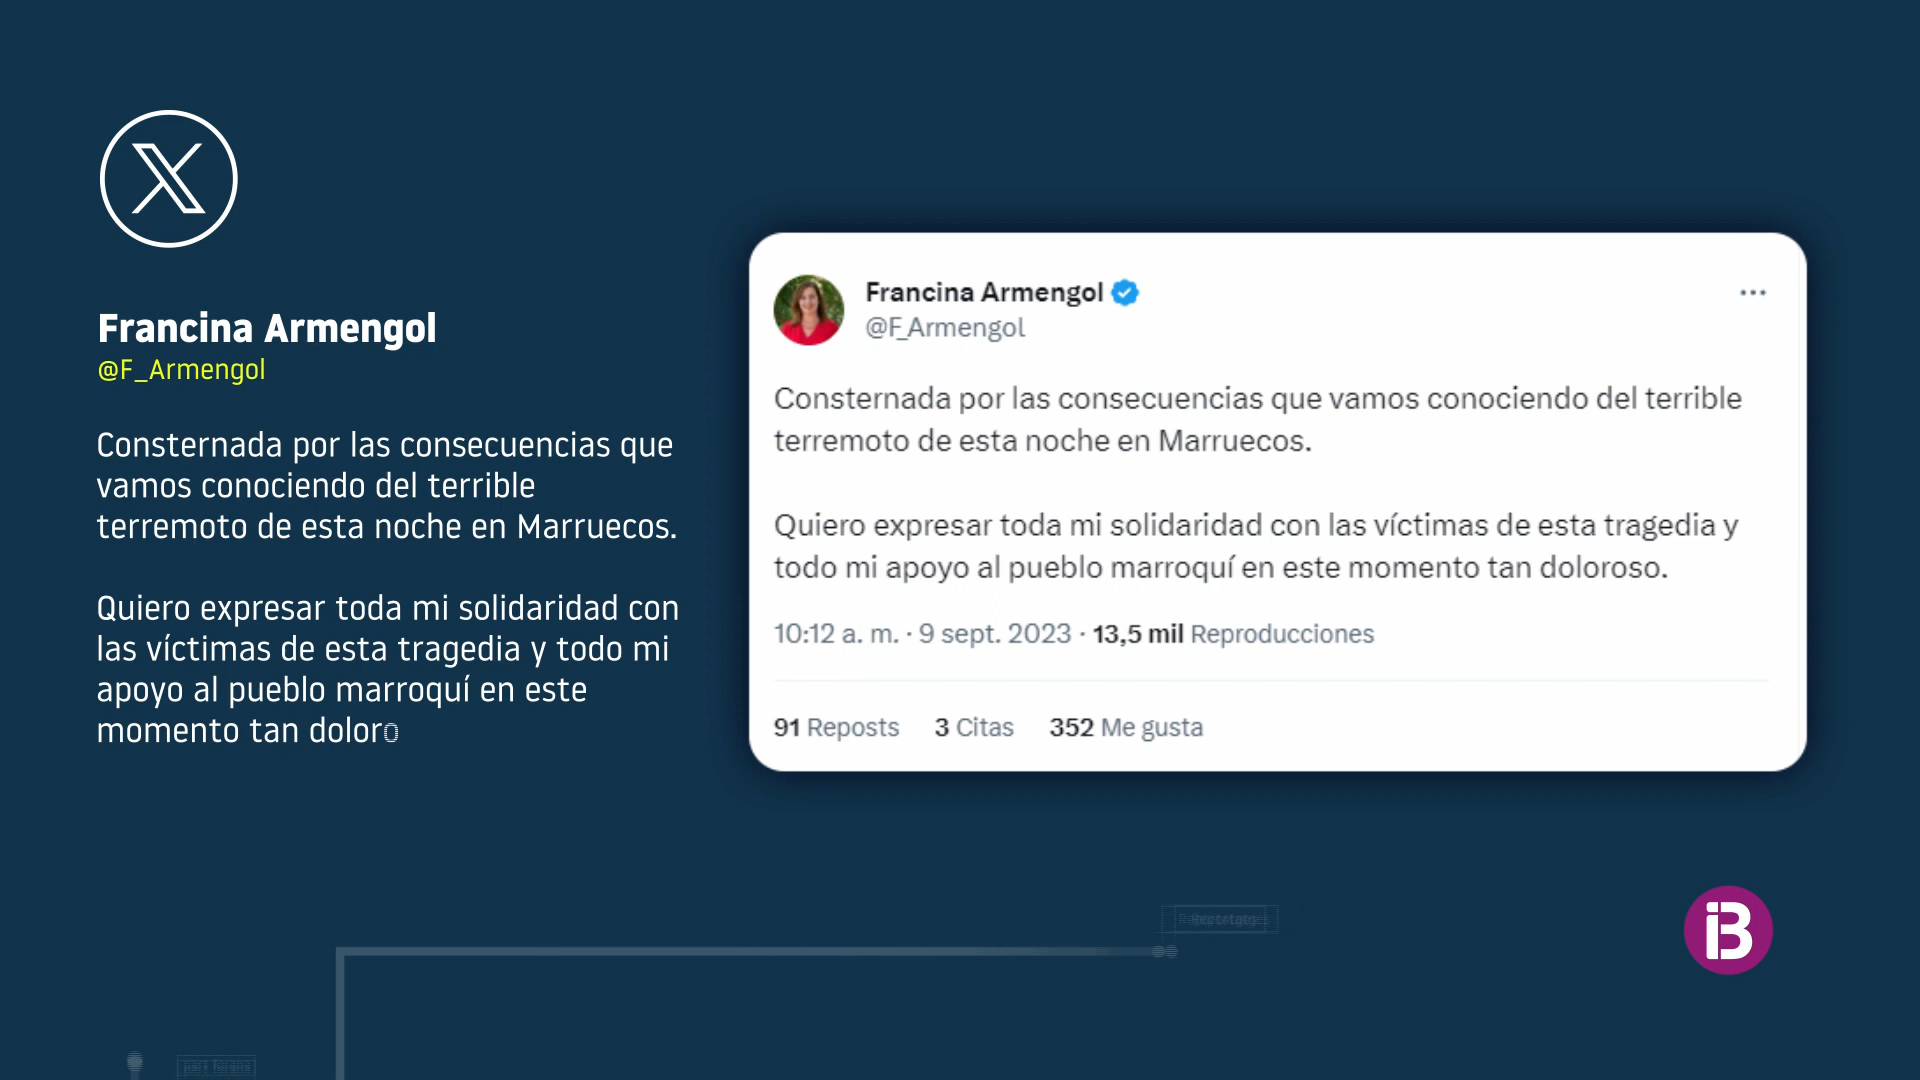 Francina Armengol
@F_Armengol
Consternada por las consecuencias que
vamos conociendo del terrible
terremoto de esta noche en Marruecos.
Quiero expresar toda mi solidaridad con
las víctimas de esta tragedia y todo mi
apoyo al pueblo marroquí en este
momento tan doloro
Francina Armengol
@F_Armengol
Consternada por las consecuencias que vamos conociendo del terrible
terremoto de esta noche en Marruecos.
Quiero expresar toda mi solidaridad con las víctimas de esta tragedia y
todo mi apoyo al pueblo marroquí en este momento tan doloroso.
10:12 a. m. · 9 sept. 2023 · 13,5 mil Reproducciones
91 Reposts 3 Citas 352 Me gusta
iB